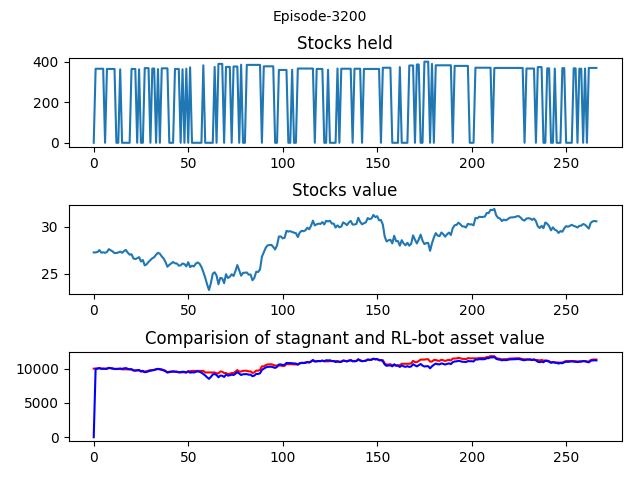 Episode-3200
Stocks held
400
200
0
0 50 100 150 200 250
Stocks value
30
25
0 50 100 150 200 250
Comparision of stagnant and RL-bot asset value
10000
5000
0
0 50 100 150 200 250